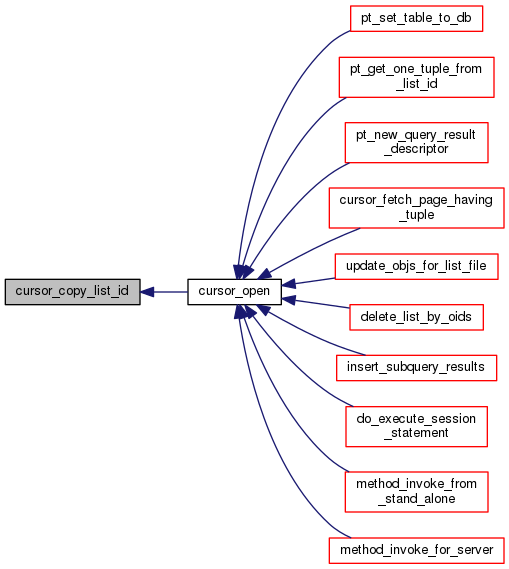 pt_set_table_to_db
pt_get_one_tuple_from
_list_id
pt_new_query_result
_descriptor
cursor_fetch_page_having
_tuple
update_objs_for_list_file
cursor_copy_list_id
cursor_open
delete_list_by_oids
insert_subquery_results
do_execute_session
_statement
method_invoke_from
_stand_alone
method_invoke_for_server